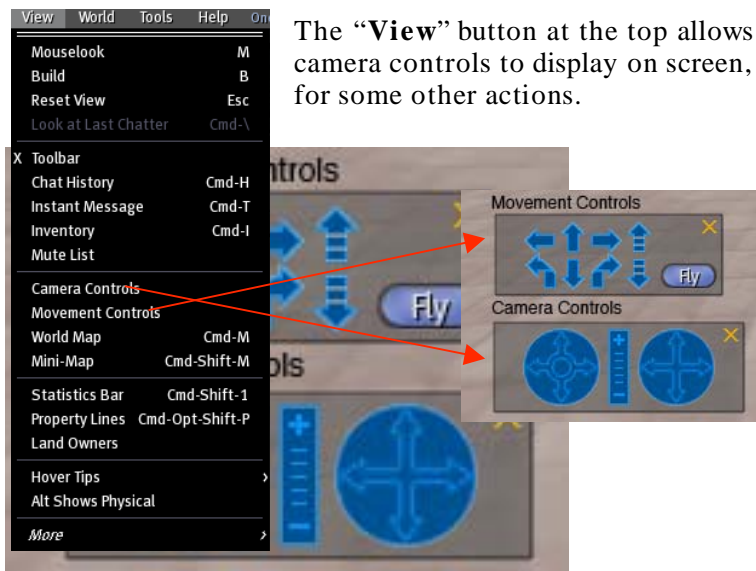 View World Tools Help On
The “View” button at the top allows
camera controls to display on screen,
for some other actions.
Mouselook M
Build B
Reset View Esc
Look at Last Chatter Cmd-\
X Toolbar
Chat History Cmd-H
Instant Message Cmd-T
Inventory Cmd-I
Mute List
Camera Controls
Movement Controls
World Map Cmd-M
Mini-Map Cmd-Shift-M
Statistics Bar Cmd-Shift-1
Property Lines Cmd-Opt-Shift-P
Land Owners
Hover Tips >
Alt Shows Physical
More >
ntrols
Fly
ols
+
-
Movement Controls
Fly
Camera Controls
+
-